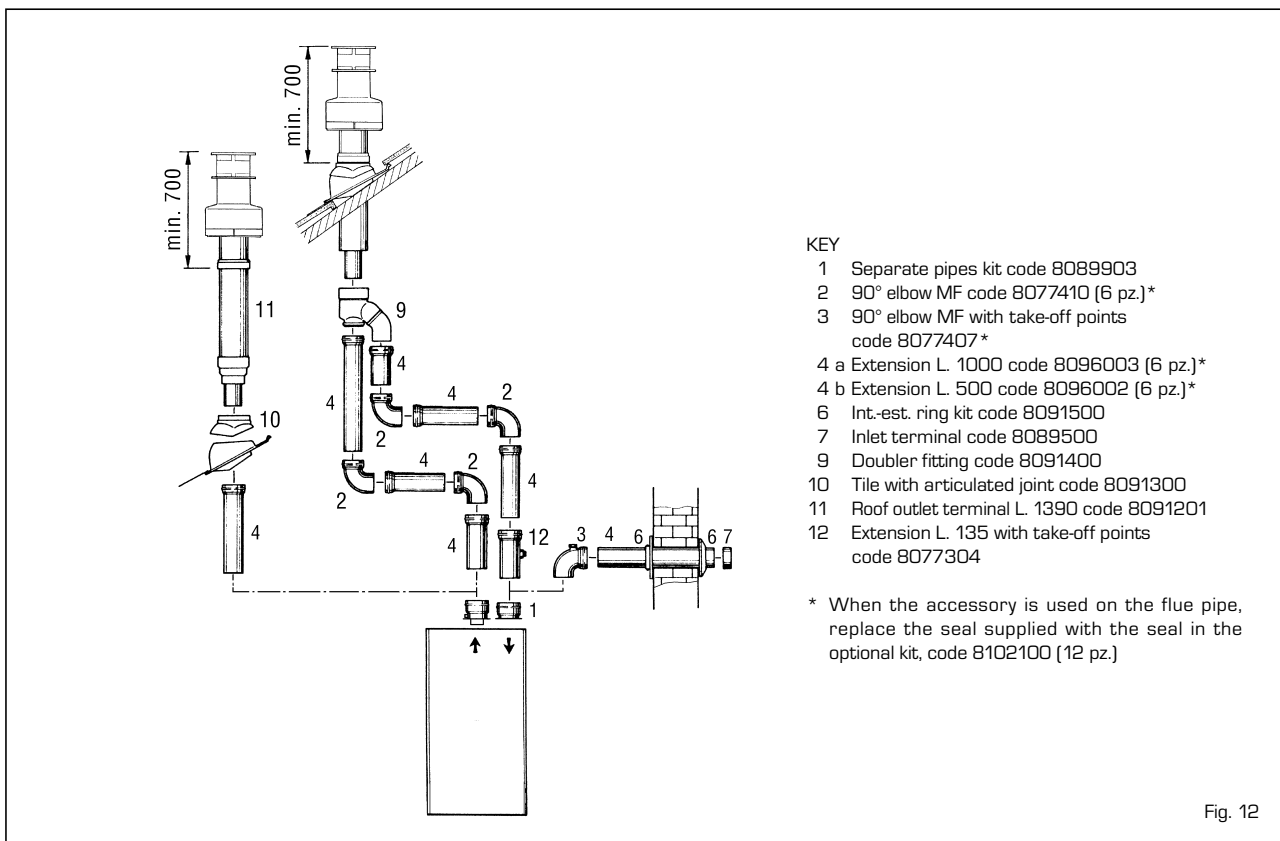 min. 700
min. 700
11
9
4
4
4
2
2
10
4
2
2
4
4
4
12
3
4
6
6
7
1
KEY
1 Separate pipes kit code 8089903
2 90° elbow MF code 8077410 (6 pz.)*
3 90° elbow MF with take-off points
code 8077407*
4 a Extension L. 1000 code 8096003 (6 pz.)*
4 b Extension L. 500 code 8096002 (6 pz.)*
6 Int.-est. ring kit code 8091500
7 Inlet terminal code 8089500
9 Doubler fitting code 8091400
10 Tile with articulated joint code 8091300
11 Roof outlet terminal L. 1390 code 8091201
12 Extension L. 135 with take-off points
code 8077304
* When the accessory is used on the flue pipe,
replace the seal supplied with the seal in the
optional kit, code 8102100 (12 pz.)
Fig. 12